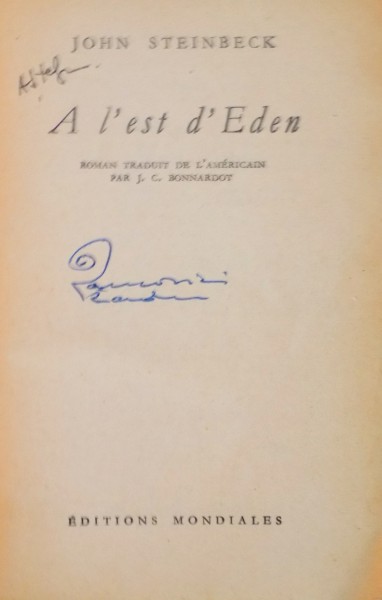 JOHN STEINBECK
A l'est d'Eden
ROMAN TRADUIT DE L'AMÉRICAIN
PAR J. C. BONNARDOT
ÉDITIONS MONDIALES